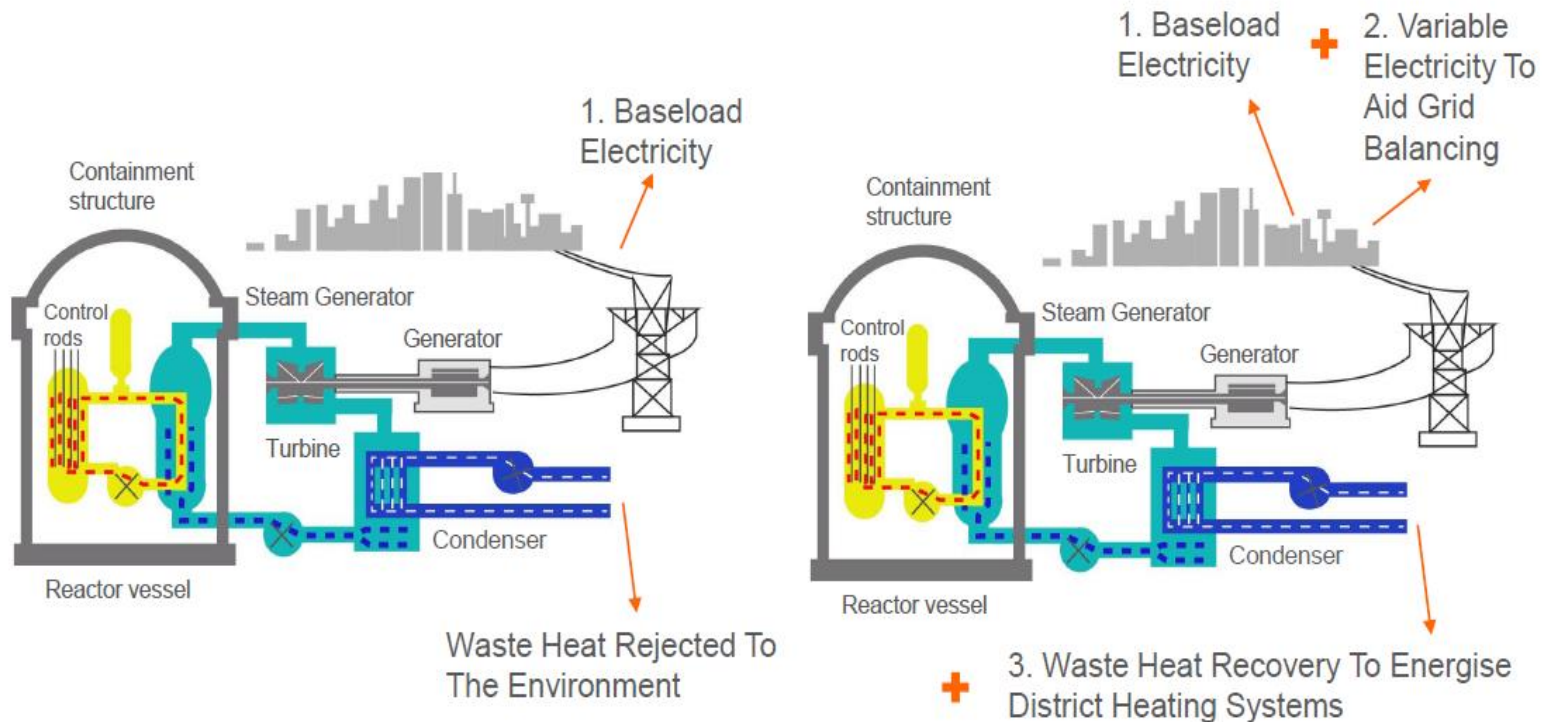 1. Baseload
Electricity
Containment
structure
Control
rods
Steam Generator
Generator
Turbine
Condenser
Reactor vessel
Waste Heat Rejected To
The Environment
1. Baseload
Electricity
+
2. Variable
Electricity To
Aid Grid
Balancing
Containment
structure
Control
rods
Steam Generator
Generator
Turbine
Condenser
Reactor vessel
+
3. Waste Heat Recovery To Energise
District Heating Systems